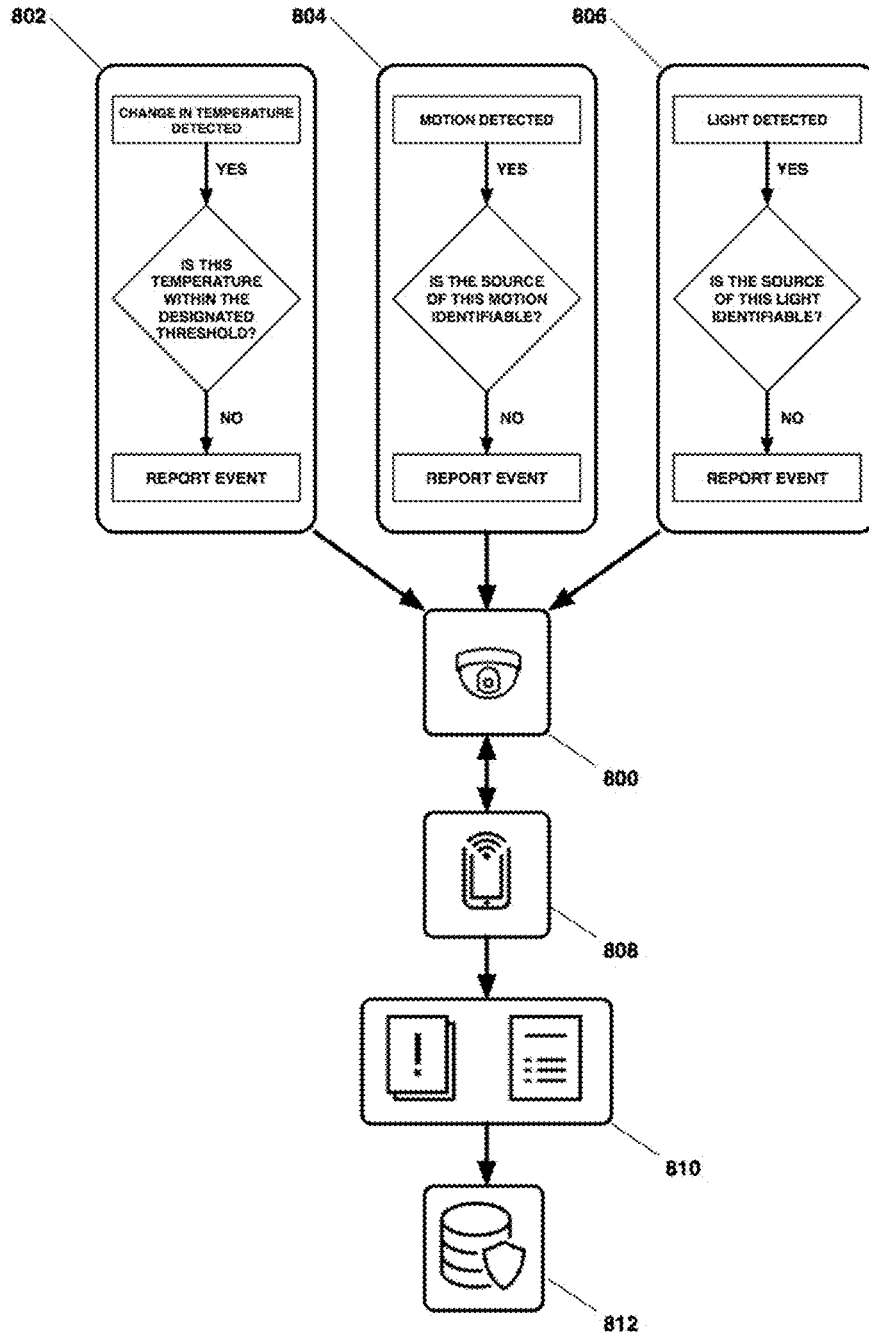 802
804
806
CHANGE IN TEMPERATURE
DETECTED
YES
IS THIS
TEMPERATURE
WITHIN THE
DESIGNATED
THRESHOLD?
NO
REPORT EVENT
MOTION DETECTED
YES
IS THE SOURCE
OF THIS MOTION
IDENTIFIABLE?
NO
REPORT EVENT
LIGHT DETECTED
YES
IS THE SOURCE
OF THIS LIGHT
IDENTIFIABLE?
NO
REPORT EVENT
800
808
!
810
812